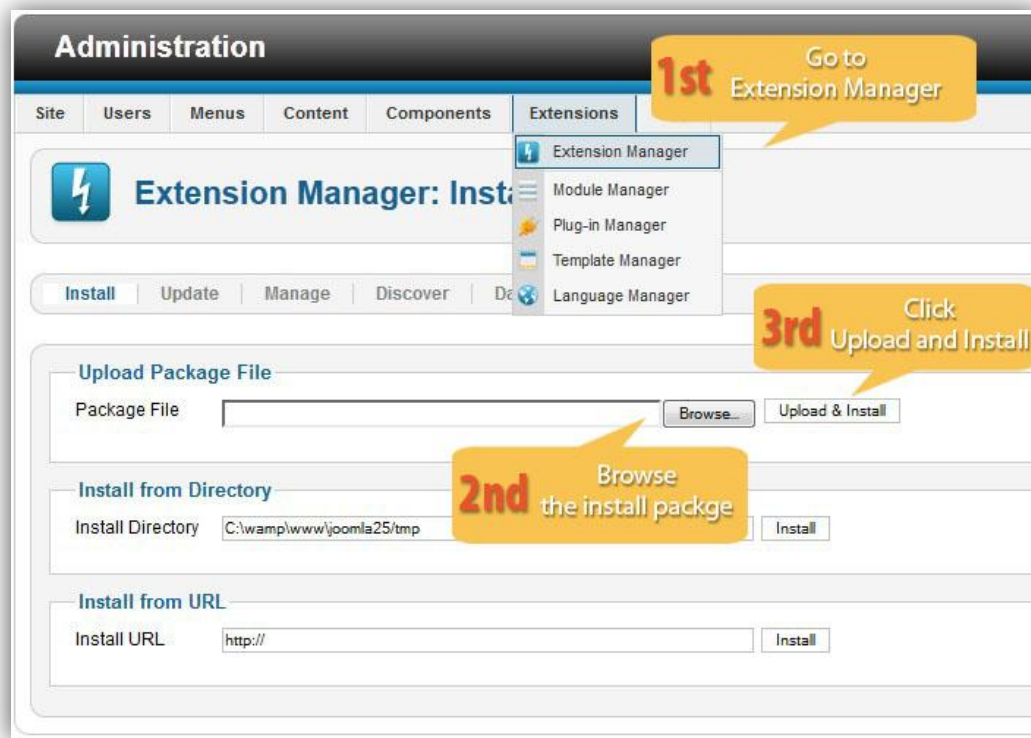 Administration
1st Go to
Extension Manager
Site Users Menus Content Components Extensions
Extension Manager
Module Manager
Plug-in Manager
Template Manager
Language Manager
Extension Manager:
Install Update Manage Discover
3rd Click
Upload and Install
Upload Package File
Package File Browse... Upload & Install
2nd Browse
the install packge
Install from Directory
Install Directory C:\wamp\www\joomla25/tmp Install
Install from URL
Install URL http:// Install